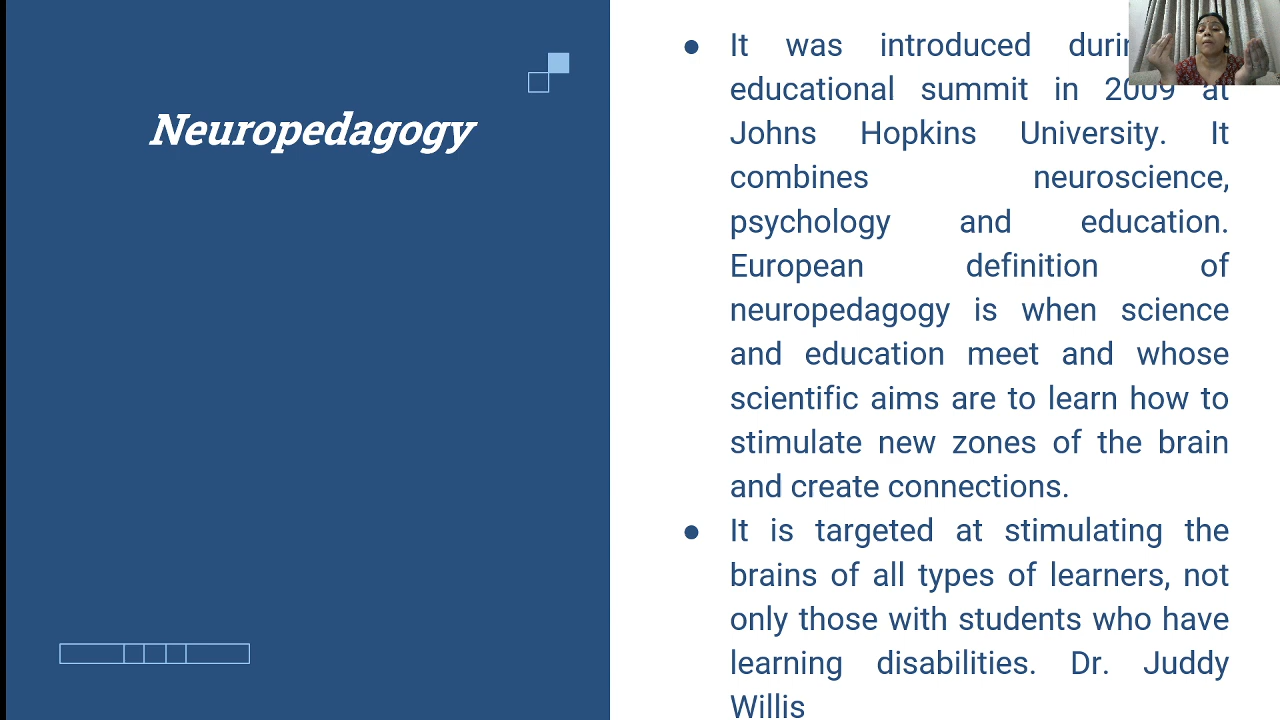 Neuropedagogy
● It was introduced
educational summit in 2009 at
Johns Hopkins University. It
combines neuroscience,
psychology and education.
European definition of
neuropedagogy is when science
and education meet and whose
scientific aims are to learn how to
stimulate new zones of the brain
and create connections.
● It is targeted at stimulating the
brains of all types of learners, not
only those with students who have
learning disabilities. Dr. Juddy
Willis